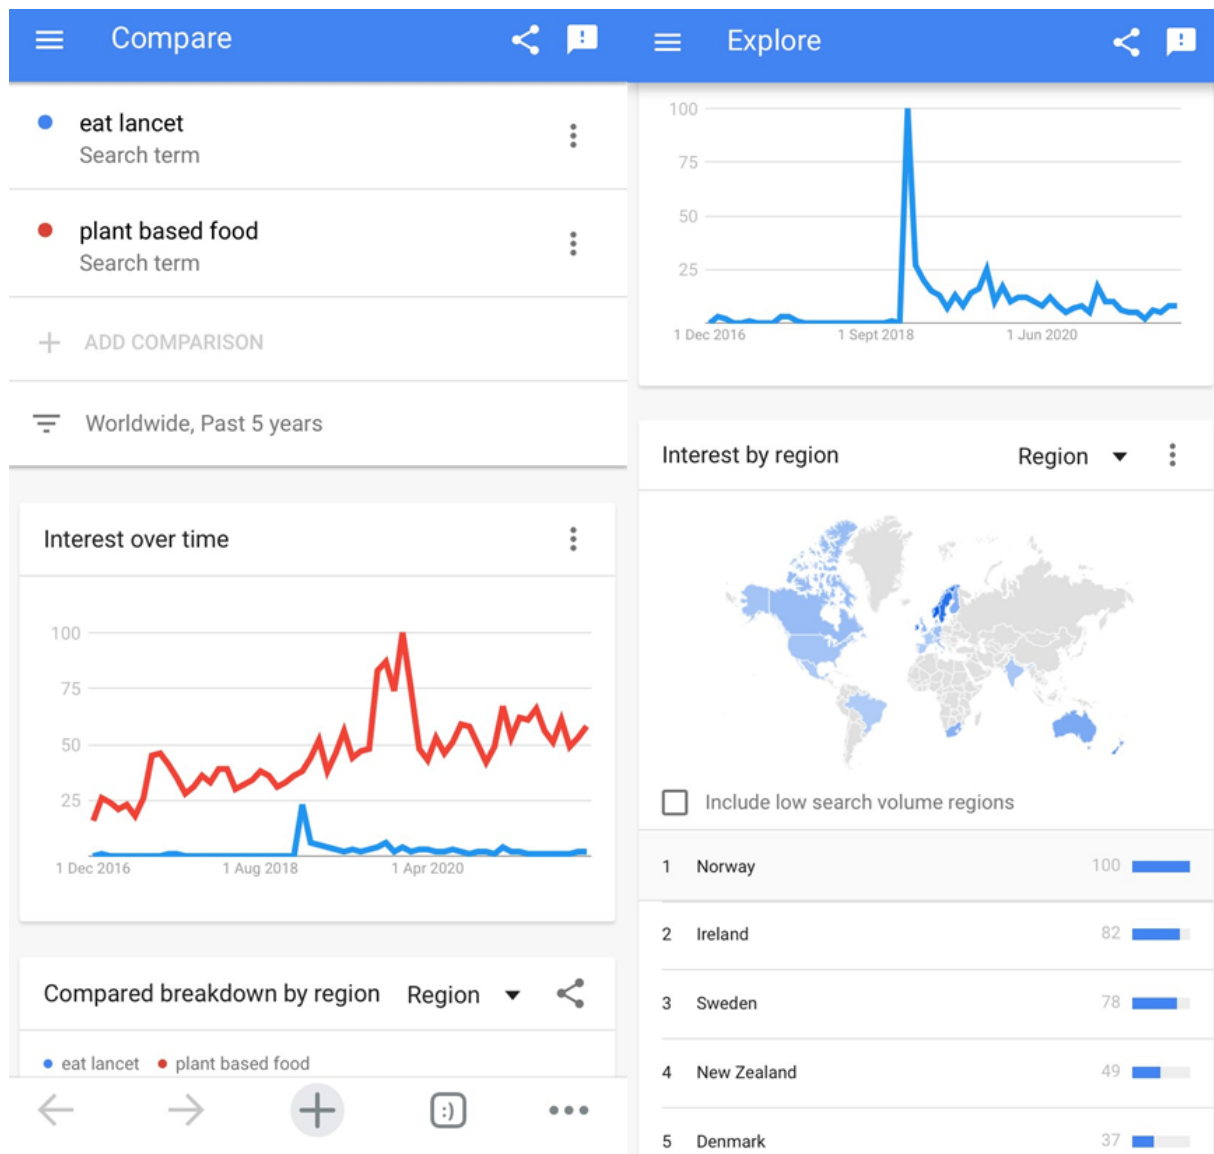 Compare
eat lancet
Search term
plant based food
Search term
ADD COMPARISON
Worldwide, Past 5 years
Interest over time
100
75
50
25
1 Dec 2016 1 Aug 2018 1 Apr 2020
Compared breakdown by region Region
eat lancet plant based food
:)
Explore
100
75
50
25
1 Dec 2016 1 Sept 2018 1 Jun 2020
Interest by region Region
Include low search volume regions
1 Norway 100
2 Ireland 82
3 Sweden 78
4 New Zealand 49
5 Denmark 37